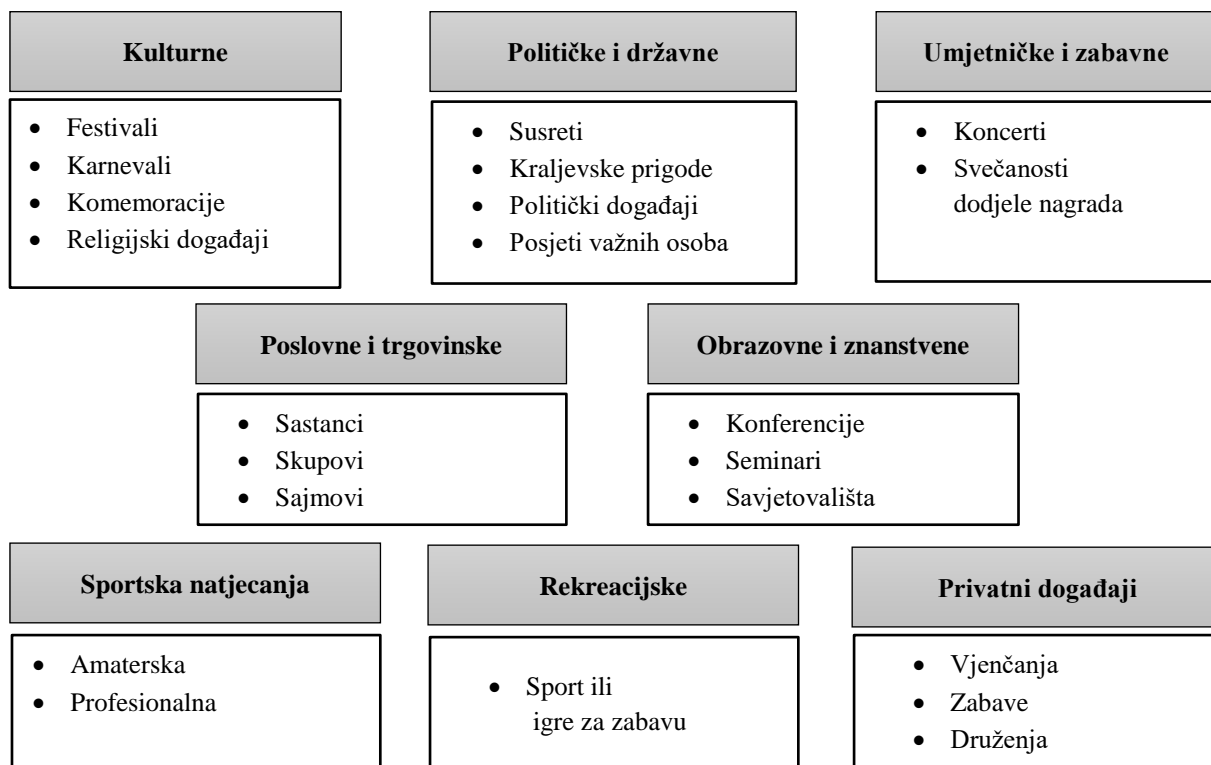 Kulturne
• Festivali
• Karnevali
• Komemoracije
• Religijski događaji
Političke i državne
• Susreti
• Kraljevske prigode
• Politički događaji
• Posjeti važnih osoba
Umjetničke i zabavne
• Koncerti
• Svečanosti
dodjele nagrada
Poslovne i trgovinske
• Sastanci
• Skupovi
• Sajmovi
Obrazovne i znanstvene
• Konferencije
• Seminari
• Savjetovališta
Sportska natjecanja
• Amaterska
• Profesionalna
Rekreacijske
• Sport ili
igre za zabavu
Privatni događaji
• Vjenčanja
• Zabave
• Druženja